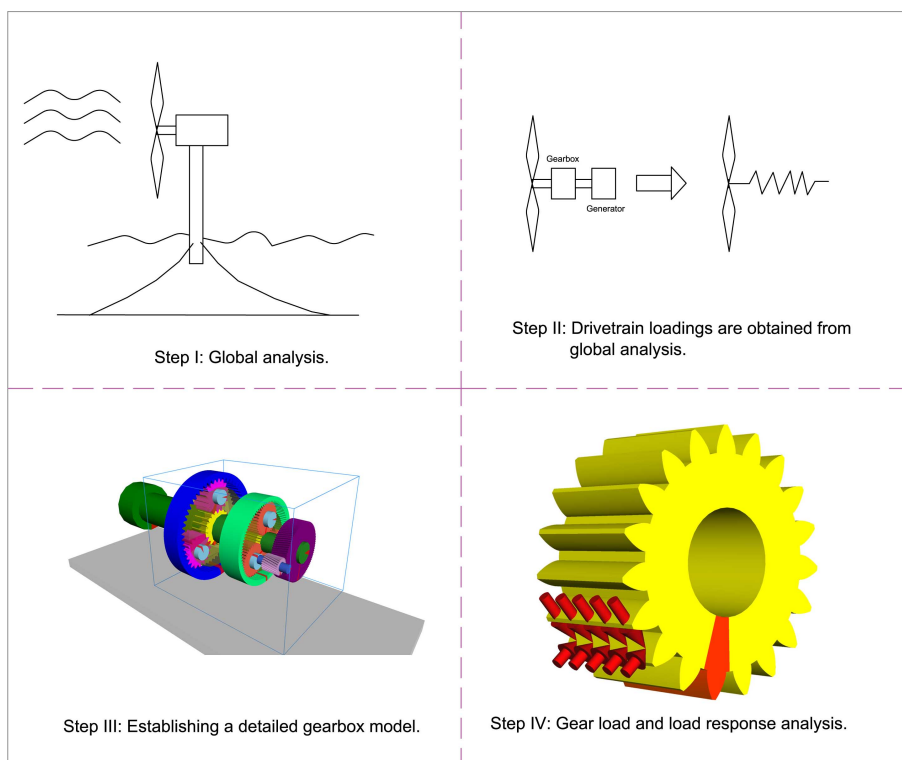 Step I: Global analysis.
Gearbox
Generator
Step II: Drivetrain loadings are obtained from
global analysis.
Step III: Establishing a detailed gearbox model.
Step IV: Gear load and load response analysis.